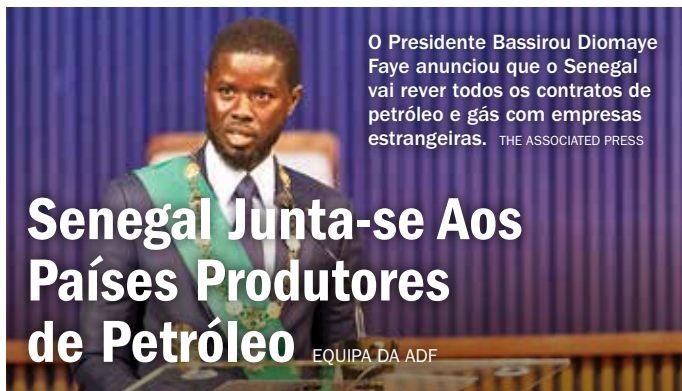 O Presidente Bassirou Diomaye
Faye anunciou que o Senegal
vai rever todos os contratos de
petróleo e gás com empresas
estrangeiras. THE ASSOCIATED PRESS
Senegal Junta-se Aos
Países Produtores
de Petróleo EQUIPA DA ADF